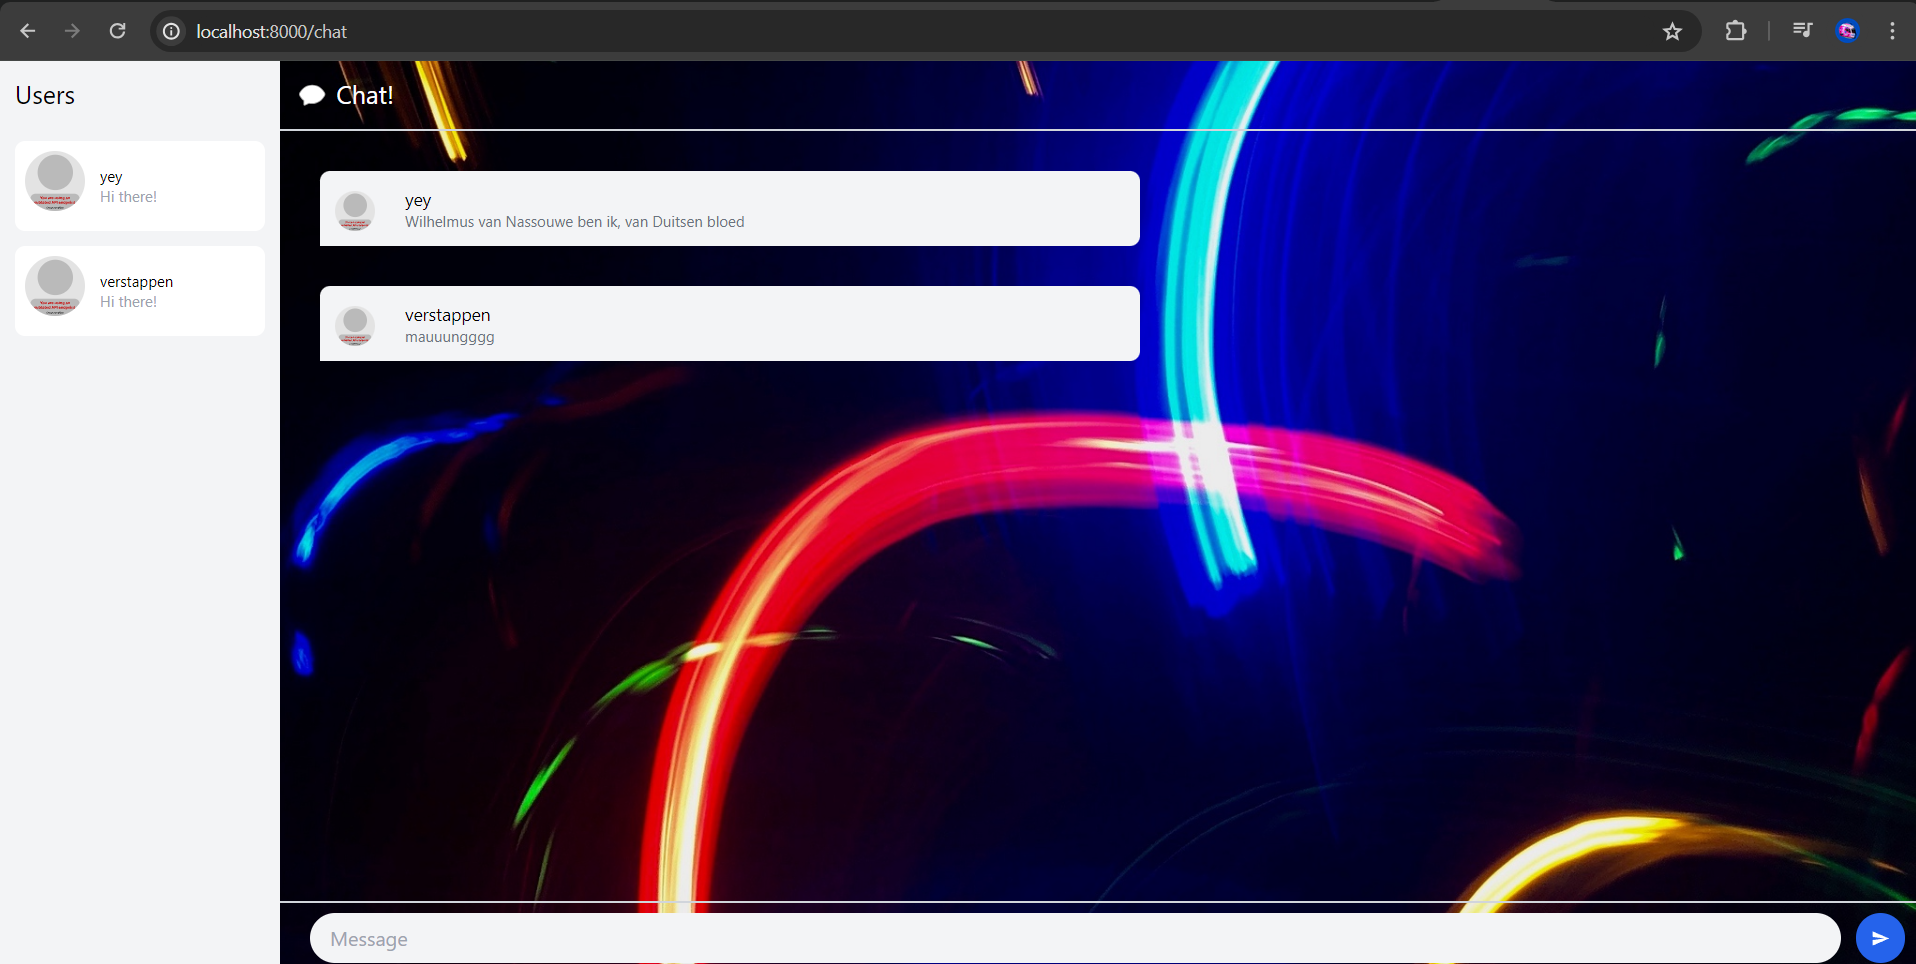 localhost:8000/chat
Users
Chat!
yey
Hi there!
verstappen
Hi there!
yey
Wilhelmus van Nassouwe ben ik, van Duitsen bloed
verstappen
mauuungggg
Message